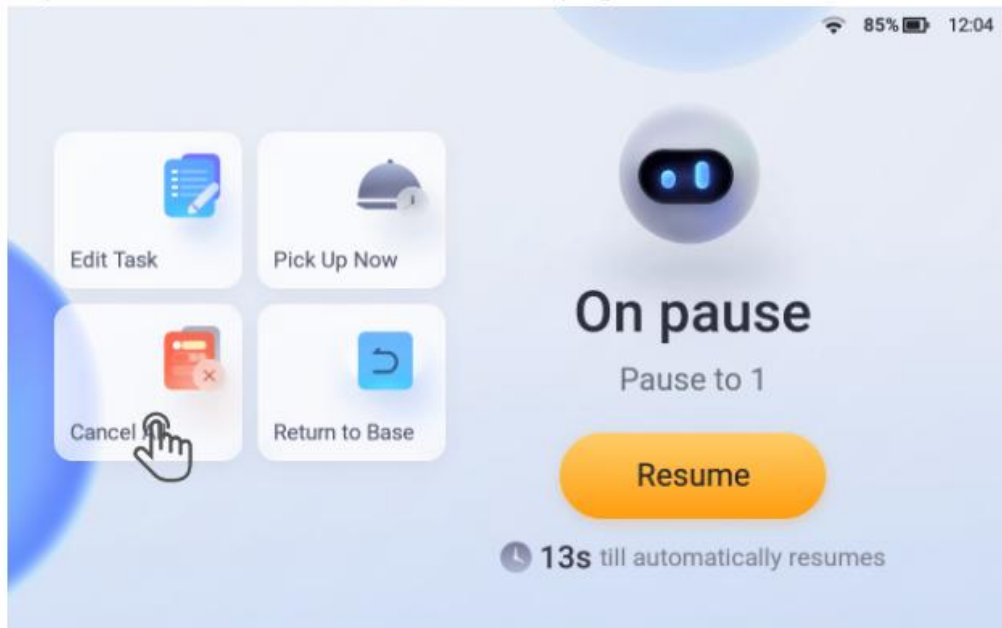 85% 12:04
Edit Task
Pick Up Now
Cancel
Return to Base
On pause
Pause to 1
Resume
13s till automatically resumes